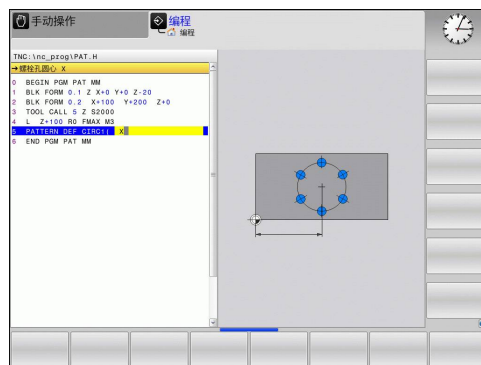 手动操作
编程
编程
TNC:\nc_prog\PAT.H
→螺栓孔圆心 X
0 BEGIN PGM PAT MM
1 BLK FORM 0.1 Z X+0 Y+0 Z-20
2 BLK FORM 0.2 X+100 Y+200 Z+0
3 TOOL CALL 5 Z S2000
4 L Z+100 R0 FMAX M3
5 PATTERN DEF CIRC1( X
6 END PGM PAT MM